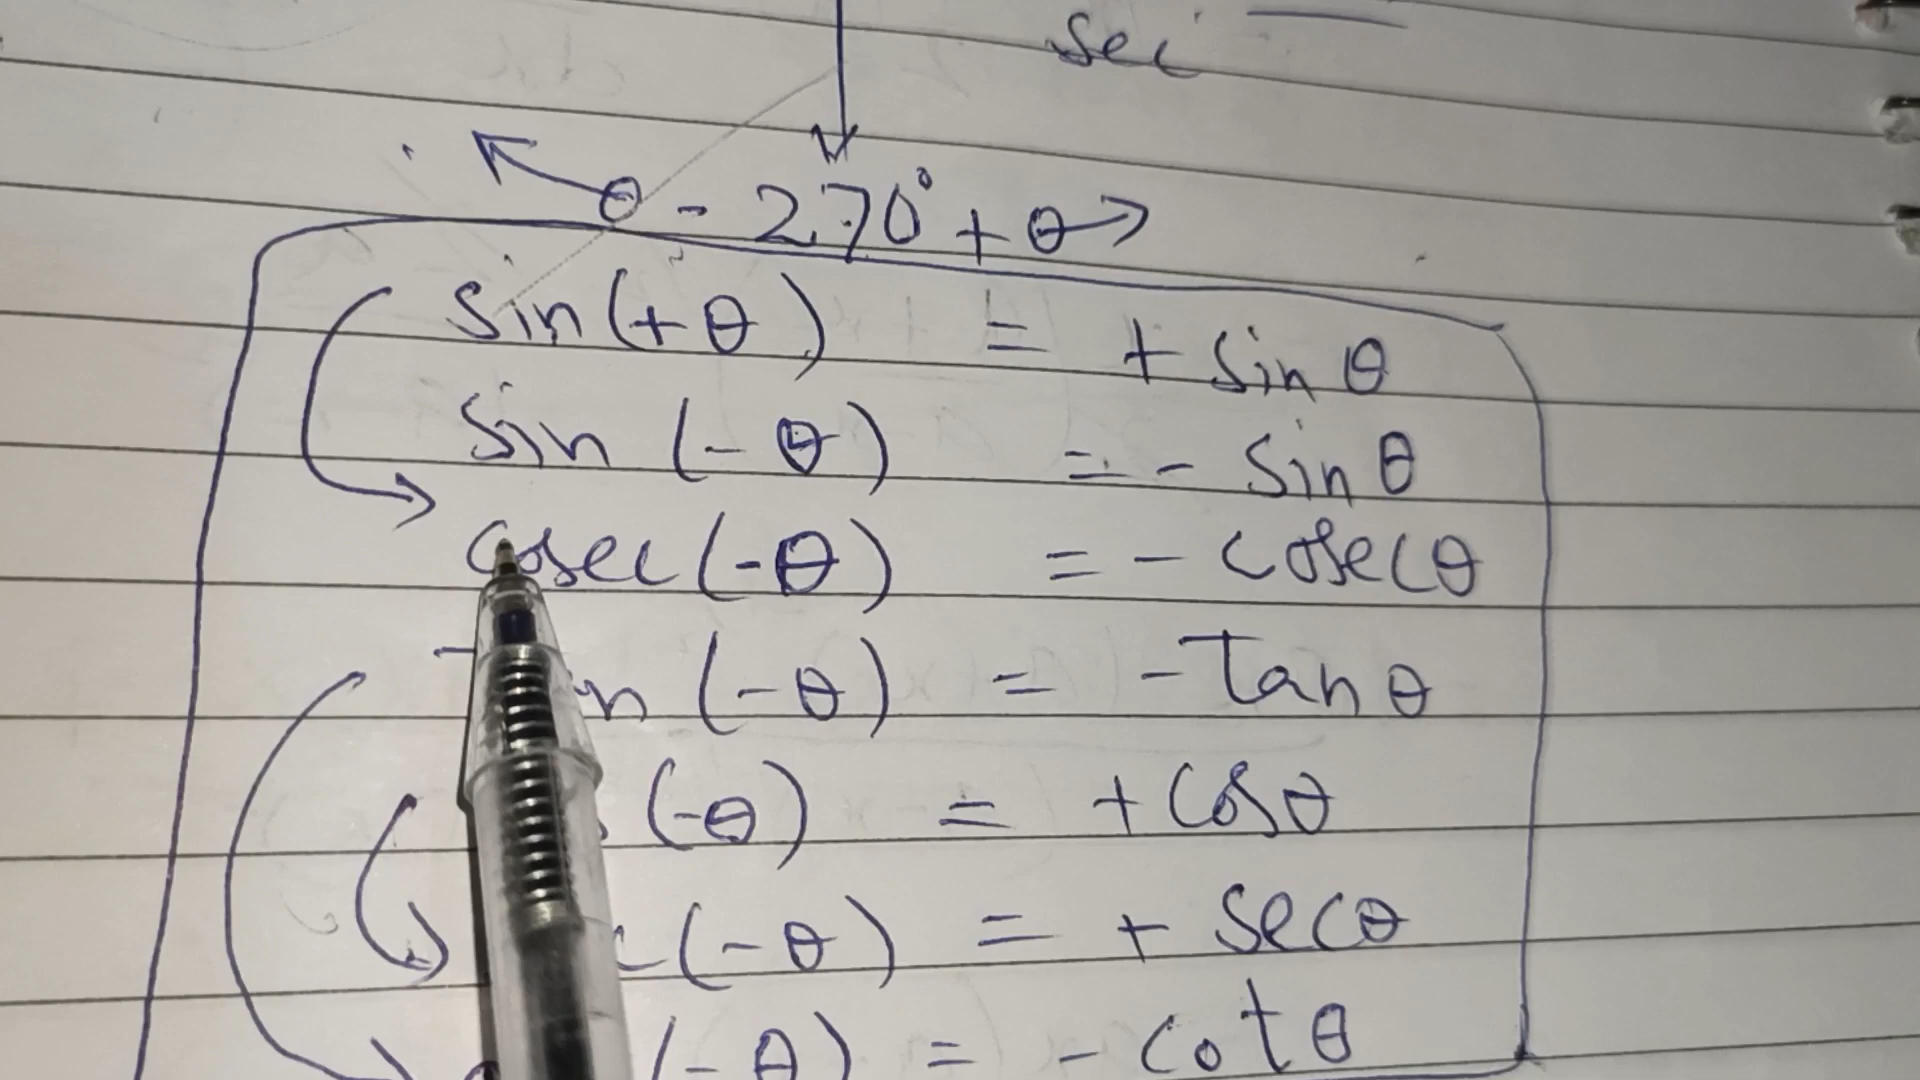 sec
θ - 270° + θ
sin(+θ) = + sin θ
sin (-θ) = - sin θ
cosec(-θ) = - cosecθ
(-θ) = - Tan θ
(-θ) = + cosθ
(-θ) = + secθ
(-θ) = - cot θ